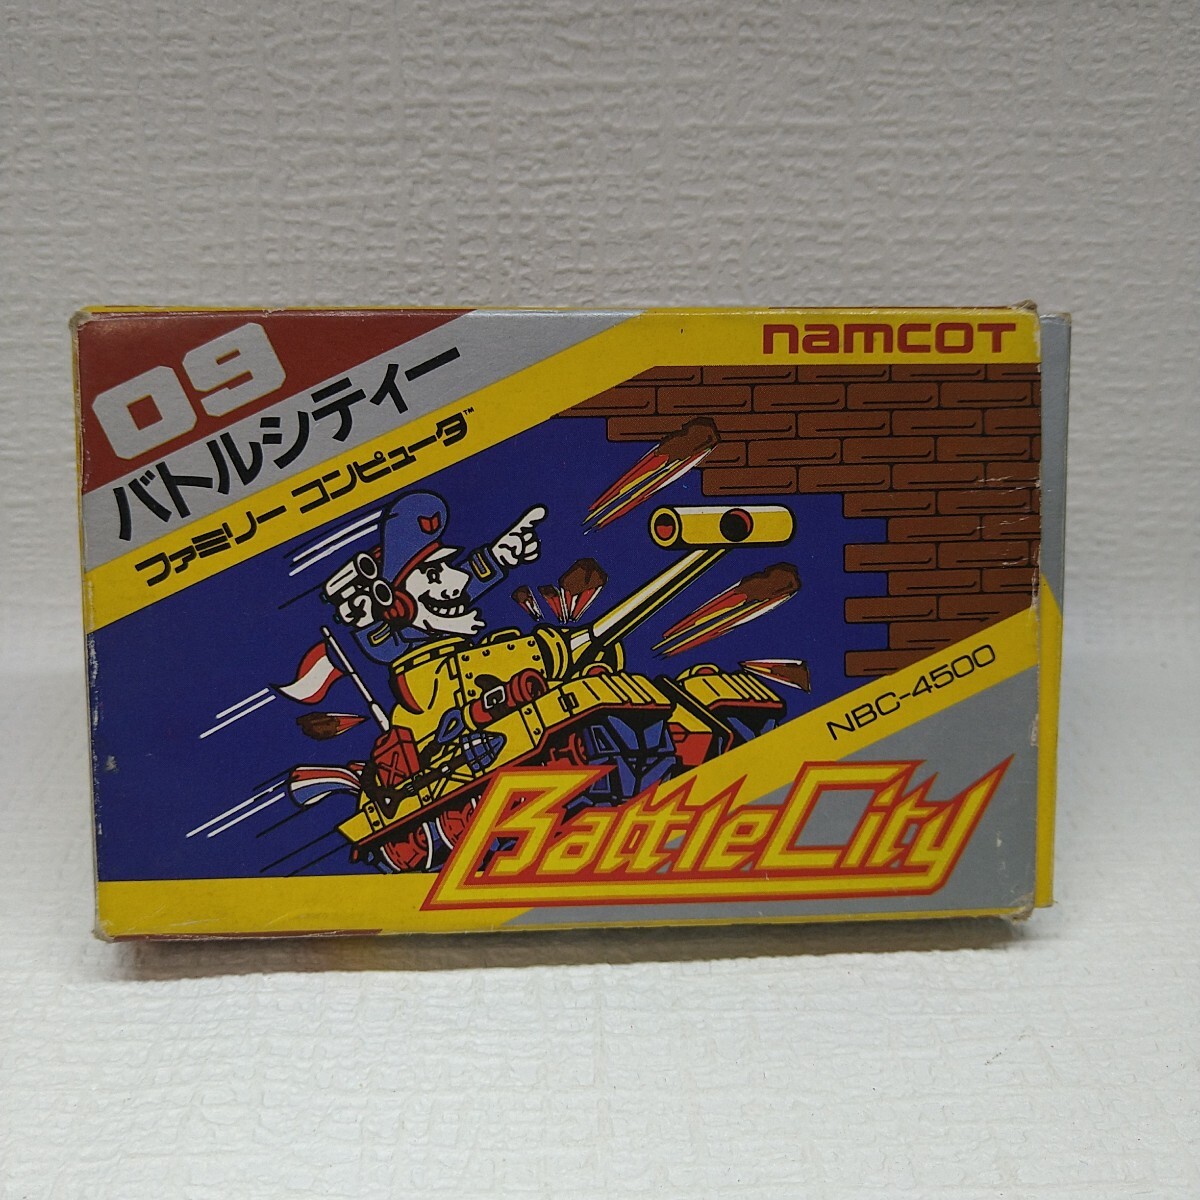 09
namcoT
バトルシティー
ファミリー コンピュータ™
NBC-4500
BattleCity